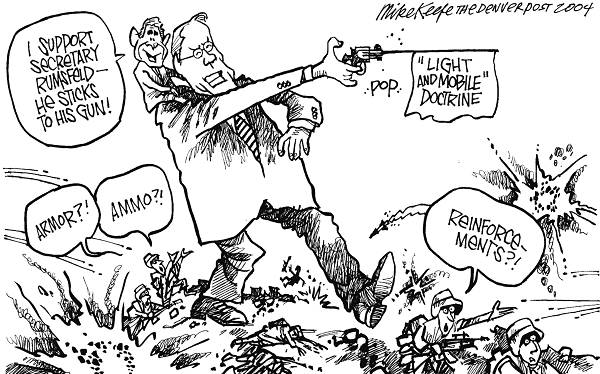 Mike Keefe THE DENVER POST 2004
I SUPPORT
SECRETARY
RUMSFELD—
HE STICKS
TO HIS GUN!
POP
"LIGHT
AND MOBILE"
DOCTRINE
ARMOR?!
AMMO?!
REINFORCE-
MENTS?!